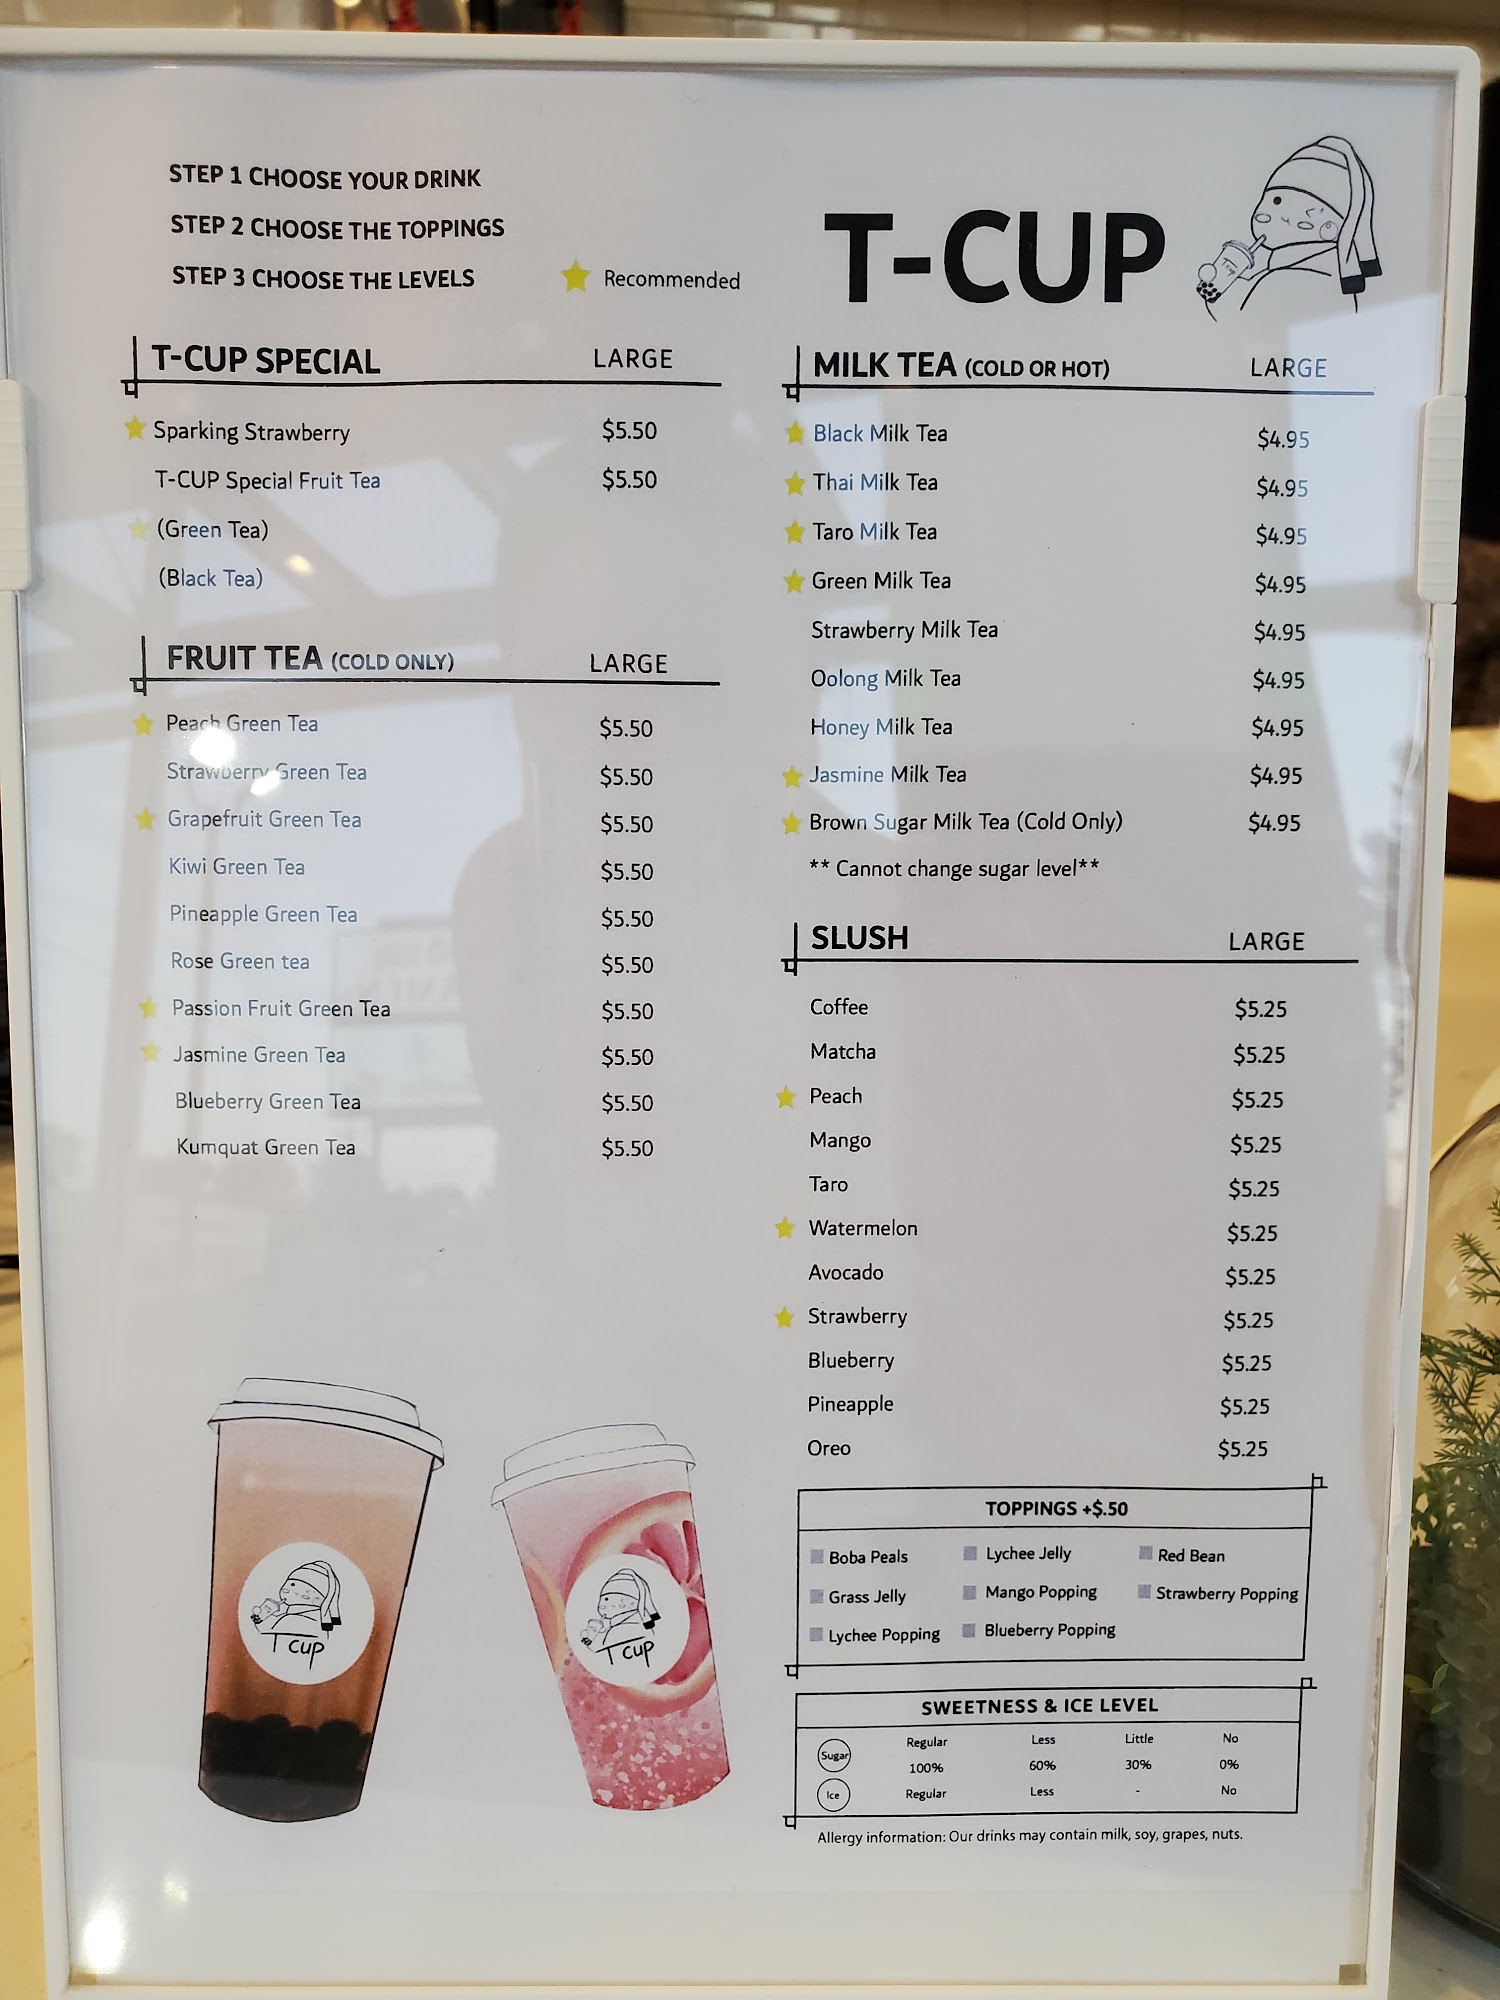 STEP 1 CHOOSE YOUR DRINK
STEP 2 CHOOSE THE TOPPINGS
STEP 3 CHOOSE THE LEVELS
Recommended
T-CUP
T-CUP SPECIAL LARGE
Sparking Strawberry $5.50
T-CUP Special Fruit Tea $5.50
(Green Tea)
(Black Tea)
FRUIT TEA (COLD ONLY) LARGE
Peach Green Tea $5.50
Strawberry Green Tea $5.50
Grapefruit Green Tea $5.50
Kiwi Green Tea $5.50
Pineapple Green Tea $5.50
Rose Green tea $5.50
Passion Fruit Green Tea $5.50
Jasmine Green Tea $5.50
Blueberry Green Tea $5.50
Kumquat Green Tea $5.50
T cup
T cup
MILK TEA (COLD OR HOT) LARGE
Black Milk Tea $4.95
Thai Milk Tea $4.95
Taro Milk Tea $4.95
Green Milk Tea $4.95
Strawberry Milk Tea $4.95
Oolong Milk Tea $4.95
Honey Milk Tea $4.95
Jasmine Milk Tea $4.95
Brown Sugar Milk Tea (Cold Only) $4.95
** Cannot change sugar level**
SLUSH LARGE
Coffee $5.25
Matcha $5.25
Peach $5.25
Mango $5.25
Taro $5.25
Watermelon $5.25
Avocado $5.25
Strawberry $5.25
Blueberry $5.25
Pineapple $5.25
Oreo $5.25
TOPPINGS +$.50
Boba Peals Lychee Jelly Red Bean
Grass Jelly Mango Popping Strawberry Popping
Lychee Popping Blueberry Popping
SWEETNESS & ICE LEVEL
Regular Less Little No
Sugar 100% 60% 30% 0%
Ice Regular Less - No
Allergy information: Our drinks may contain milk, soy, grapes, nuts.